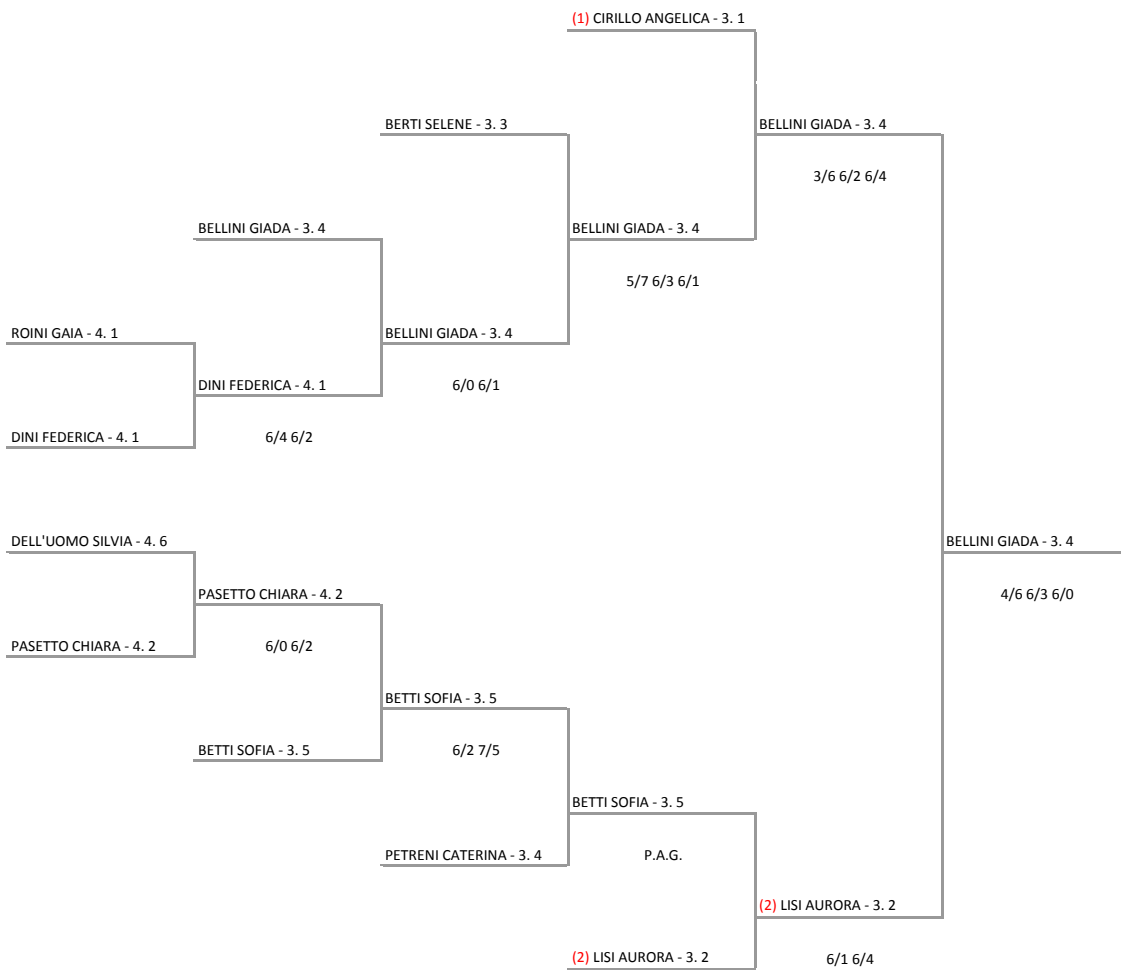 (1) CIRILLO ANGELICA - 3. 1
BERTI SELENE - 3. 3
BELLINI GIADA - 3. 4
3/6 6/2 6/4
BELLINI GIADA - 3. 4
BELLINI GIADA - 3. 4
5/7 6/3 6/1
ROINI GAIA - 4. 1
BELLINI GIADA - 3. 4
DINI FEDERICA - 4. 1
6/0 6/1
DINI FEDERICA - 4. 1
6/4 6/2
DELL'UOMO SILVIA - 4. 6
BELLINI GIADA - 3. 4
PASETTO CHIARA - 4. 2
4/6 6/3 6/0
PASETTO CHIARA - 4. 2
6/0 6/2
BETTI SOFIA - 3. 5
BETTI SOFIA - 3. 5
6/2 7/5
BETTI SOFIA - 3. 5
PETRENI CATERINA - 3. 4
P.A.G.
(2) LISI AURORA - 3. 2
(2) LISI AURORA - 3. 2
6/1 6/4